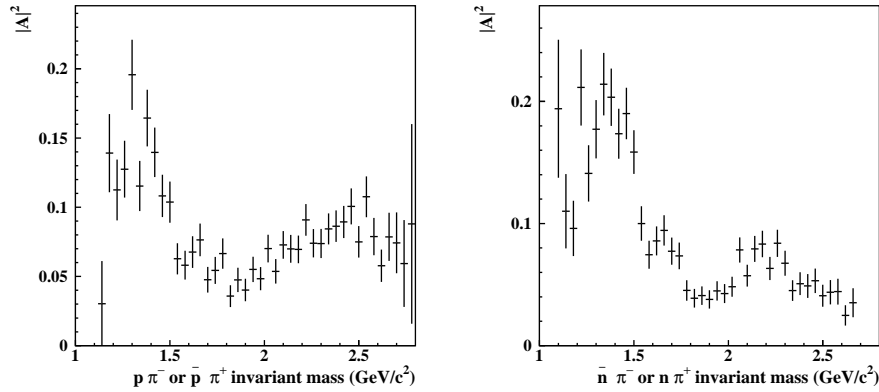 |A|²
0.2
0.15
0.1
0.05
0
1 1.5 2 2.5
p π⁻ or p̄ π⁺ invariant mass (GeV/c²)
|A|²
0.2
0.1
0
1 1.5 2 2.5
n̄ π⁻ or n π⁺ invariant mass (GeV/c²)